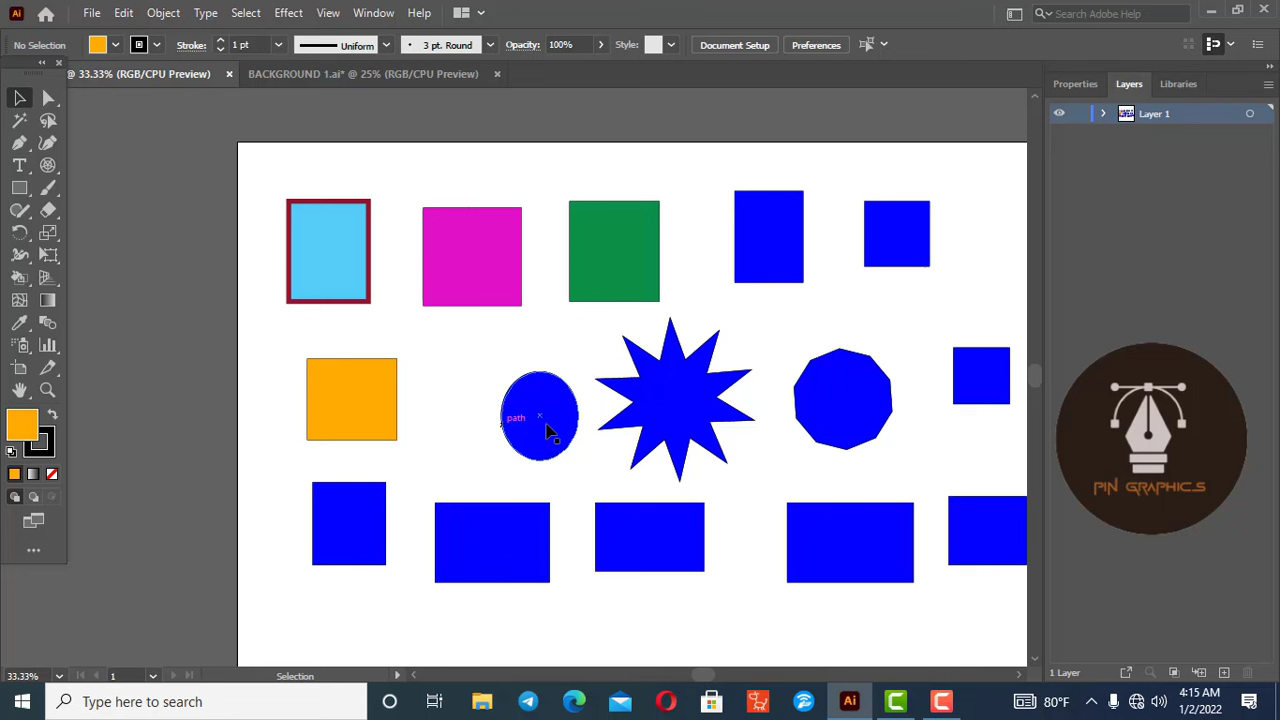 Ai File Edit Object Type Select Effect View Window Help Search Adobe Help
No Selection Stroke: 1 pt Uniform 3 pt. Round Opacity: 100% Style: Document Setup Preferences
@ 33.33% (RGB/CPU Preview) × BACKGROUND 1.ai* @ 25% (RGB/CPU Preview) ×
Properties Layers Libraries
Layer 1
path
PIN GRAPHICS
33.33% 1 Selection 1 Layer
Type here to search Ai 80°F 4:15 AM
1/2/2022